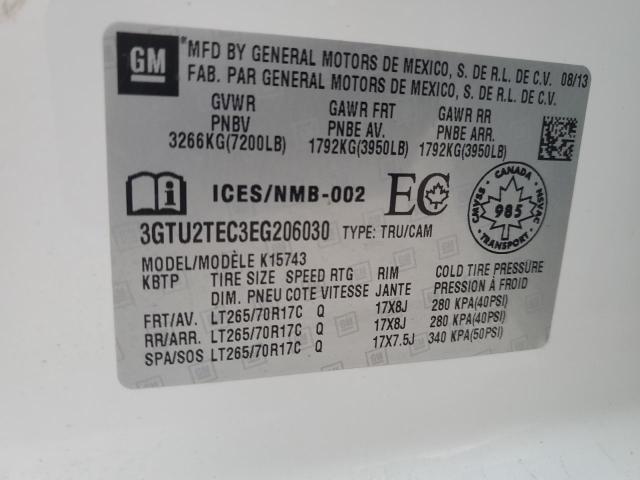 GM
*MFD BY GENERAL MOTORS DE MEXICO, S. DE R.L. DE C.V. 08/13
FAB. PAR GENERAL MOTORS DE MEXICO, S. DE R.L. DE C.V.
GVWR GAWR FRT GAWR RR
PNBV PNBE AV. PNBE ARR.
3266KG(7200LB) 1792KG(3950LB) 1792KG(3950LB)
i ICES/NMB-002 EC
CANADA
CMVSS NSVAC
985
TRANSPORT
3GTU2TEC3EG206030 TYPE: TRU/CAM
MODEL/MODÈLE K15743
KBTP TIRE SIZE SPEED RTG RIM COLD TIRE PRESSURE
DIM. PNEU COTE VITESSE JANTE PRESSION À FROID
FRT/AV. LT265/70R17C Q 17X8J 280 KPA(40PSI)
RR/ARR. LT265/70R17C Q 17X8J 280 KPA(40PSI)
SPA/SOS LT265/70R17C Q 17X7.5J 340 KPA(50PSI)